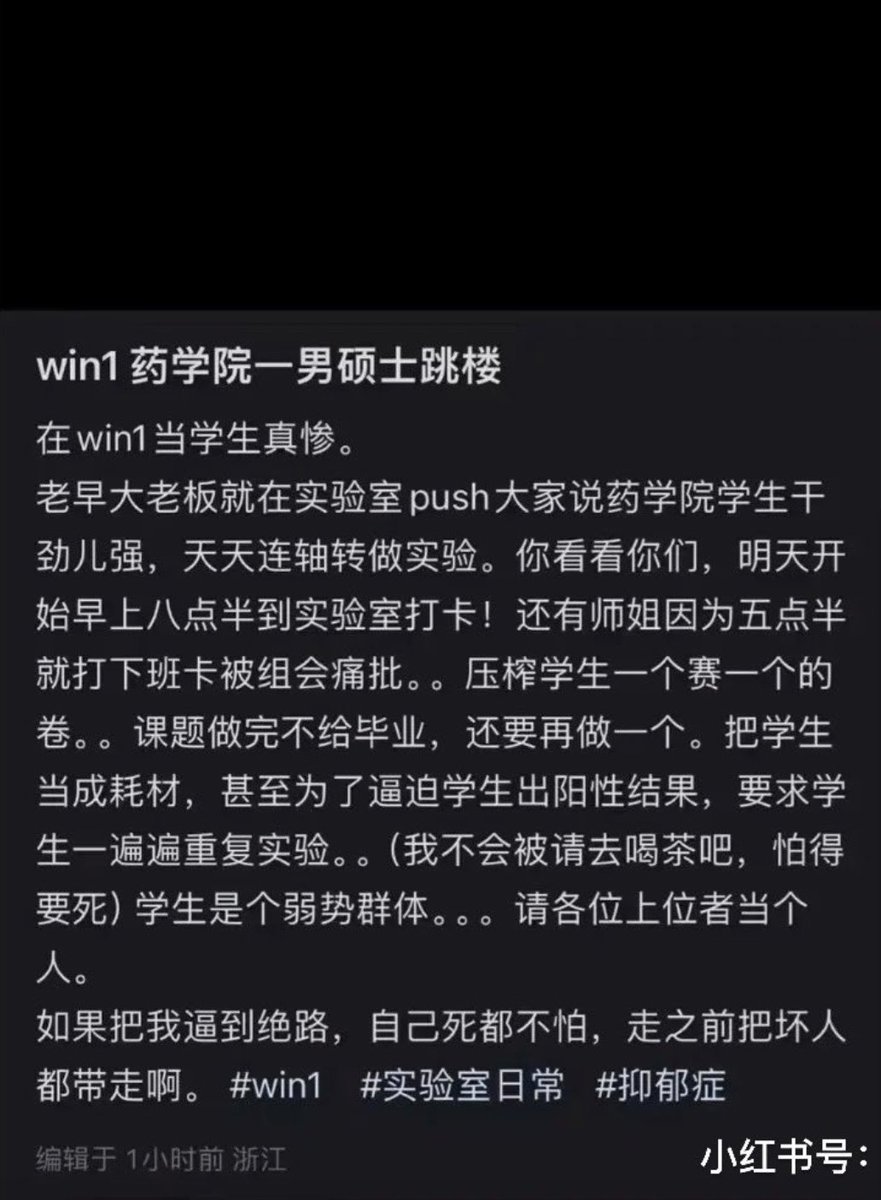 win1 药学院一男硕士跳楼
在win1当学生真惨。
老早大老板就在实验室push大家说药学院学生干
劲儿强，天天连轴转做实验。你看看你们，明天开
始早上八点半到实验室打卡！还有师姐因为五点半
就打下班卡被组会痛批。。压榨学生一个赛一个的
卷。。课题做完不给毕业，还要再做一个。把学生
当成耗材，甚至为了逼迫学生出阳性结果，要求学
生一遍遍重复实验。。（我不会被请去喝茶吧，怕得
要死）学生是个弱势群体。。。请各位上位者当个
人。
如果把我逼到绝路，自己死都不怕，走之前把坏人
都带走啊。 #win1 #实验室日常 #抑郁症
编辑于 1小时前 浙江
小红书号：